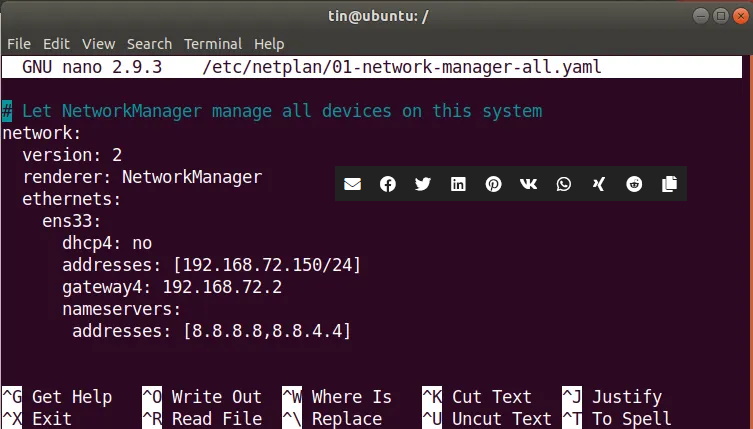 tin@ubuntu: /
File Edit View Search Terminal Help
GNU nano 2.9.3 /etc/netplan/01-network-manager-all.yaml
# Let NetworkManager manage all devices on this system
network:
  version: 2
  renderer: NetworkManager
  ethernets:
    ens33:
      dhcp4: no
      addresses: [192.168.72.150/24]
      gateway4: 192.168.72.2
      nameservers:
       addresses: [8.8.8.8,8.8.4.4]
^G Get Help ^O Write Out ^W Where Is ^K Cut Text ^J Justify
^X Exit ^R Read File ^\ Replace ^U Uncut Text ^T To Spell